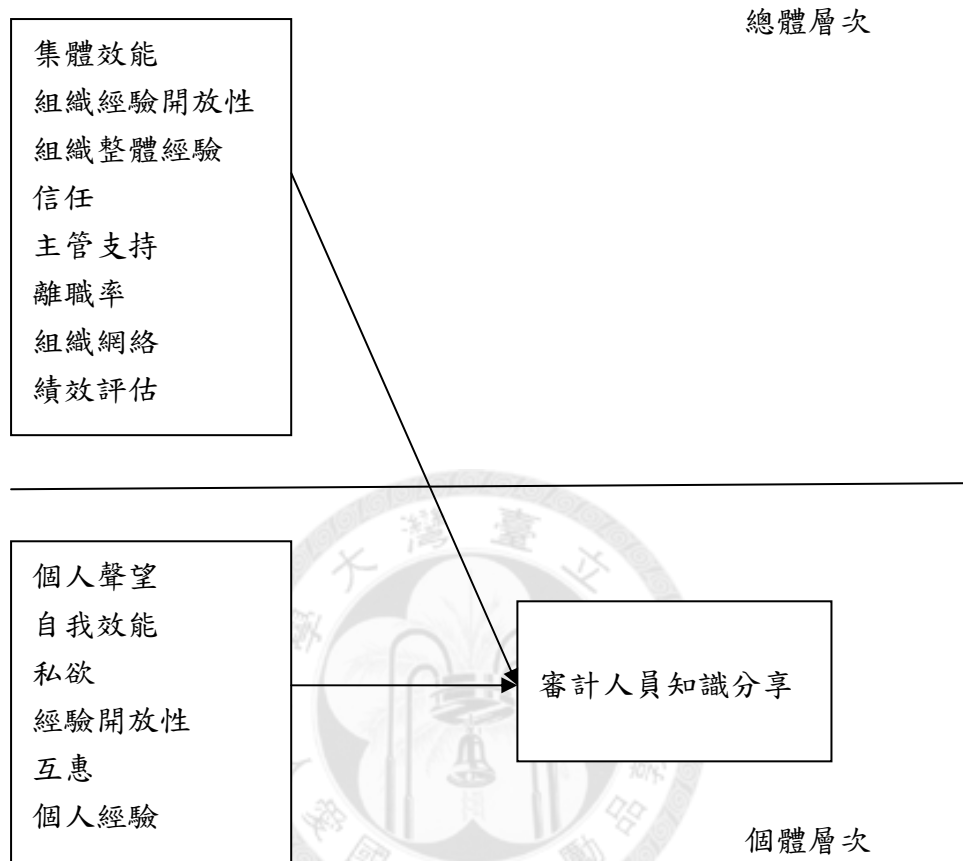 總體層次
集體效能
組織經驗開放性
組織整體經驗
信任
主管支持
離職率
組織網絡
績效評估
個人聲望
自我效能
私欲
經驗開放性
互惠
個人經驗
審計人員知識分享
個體層次